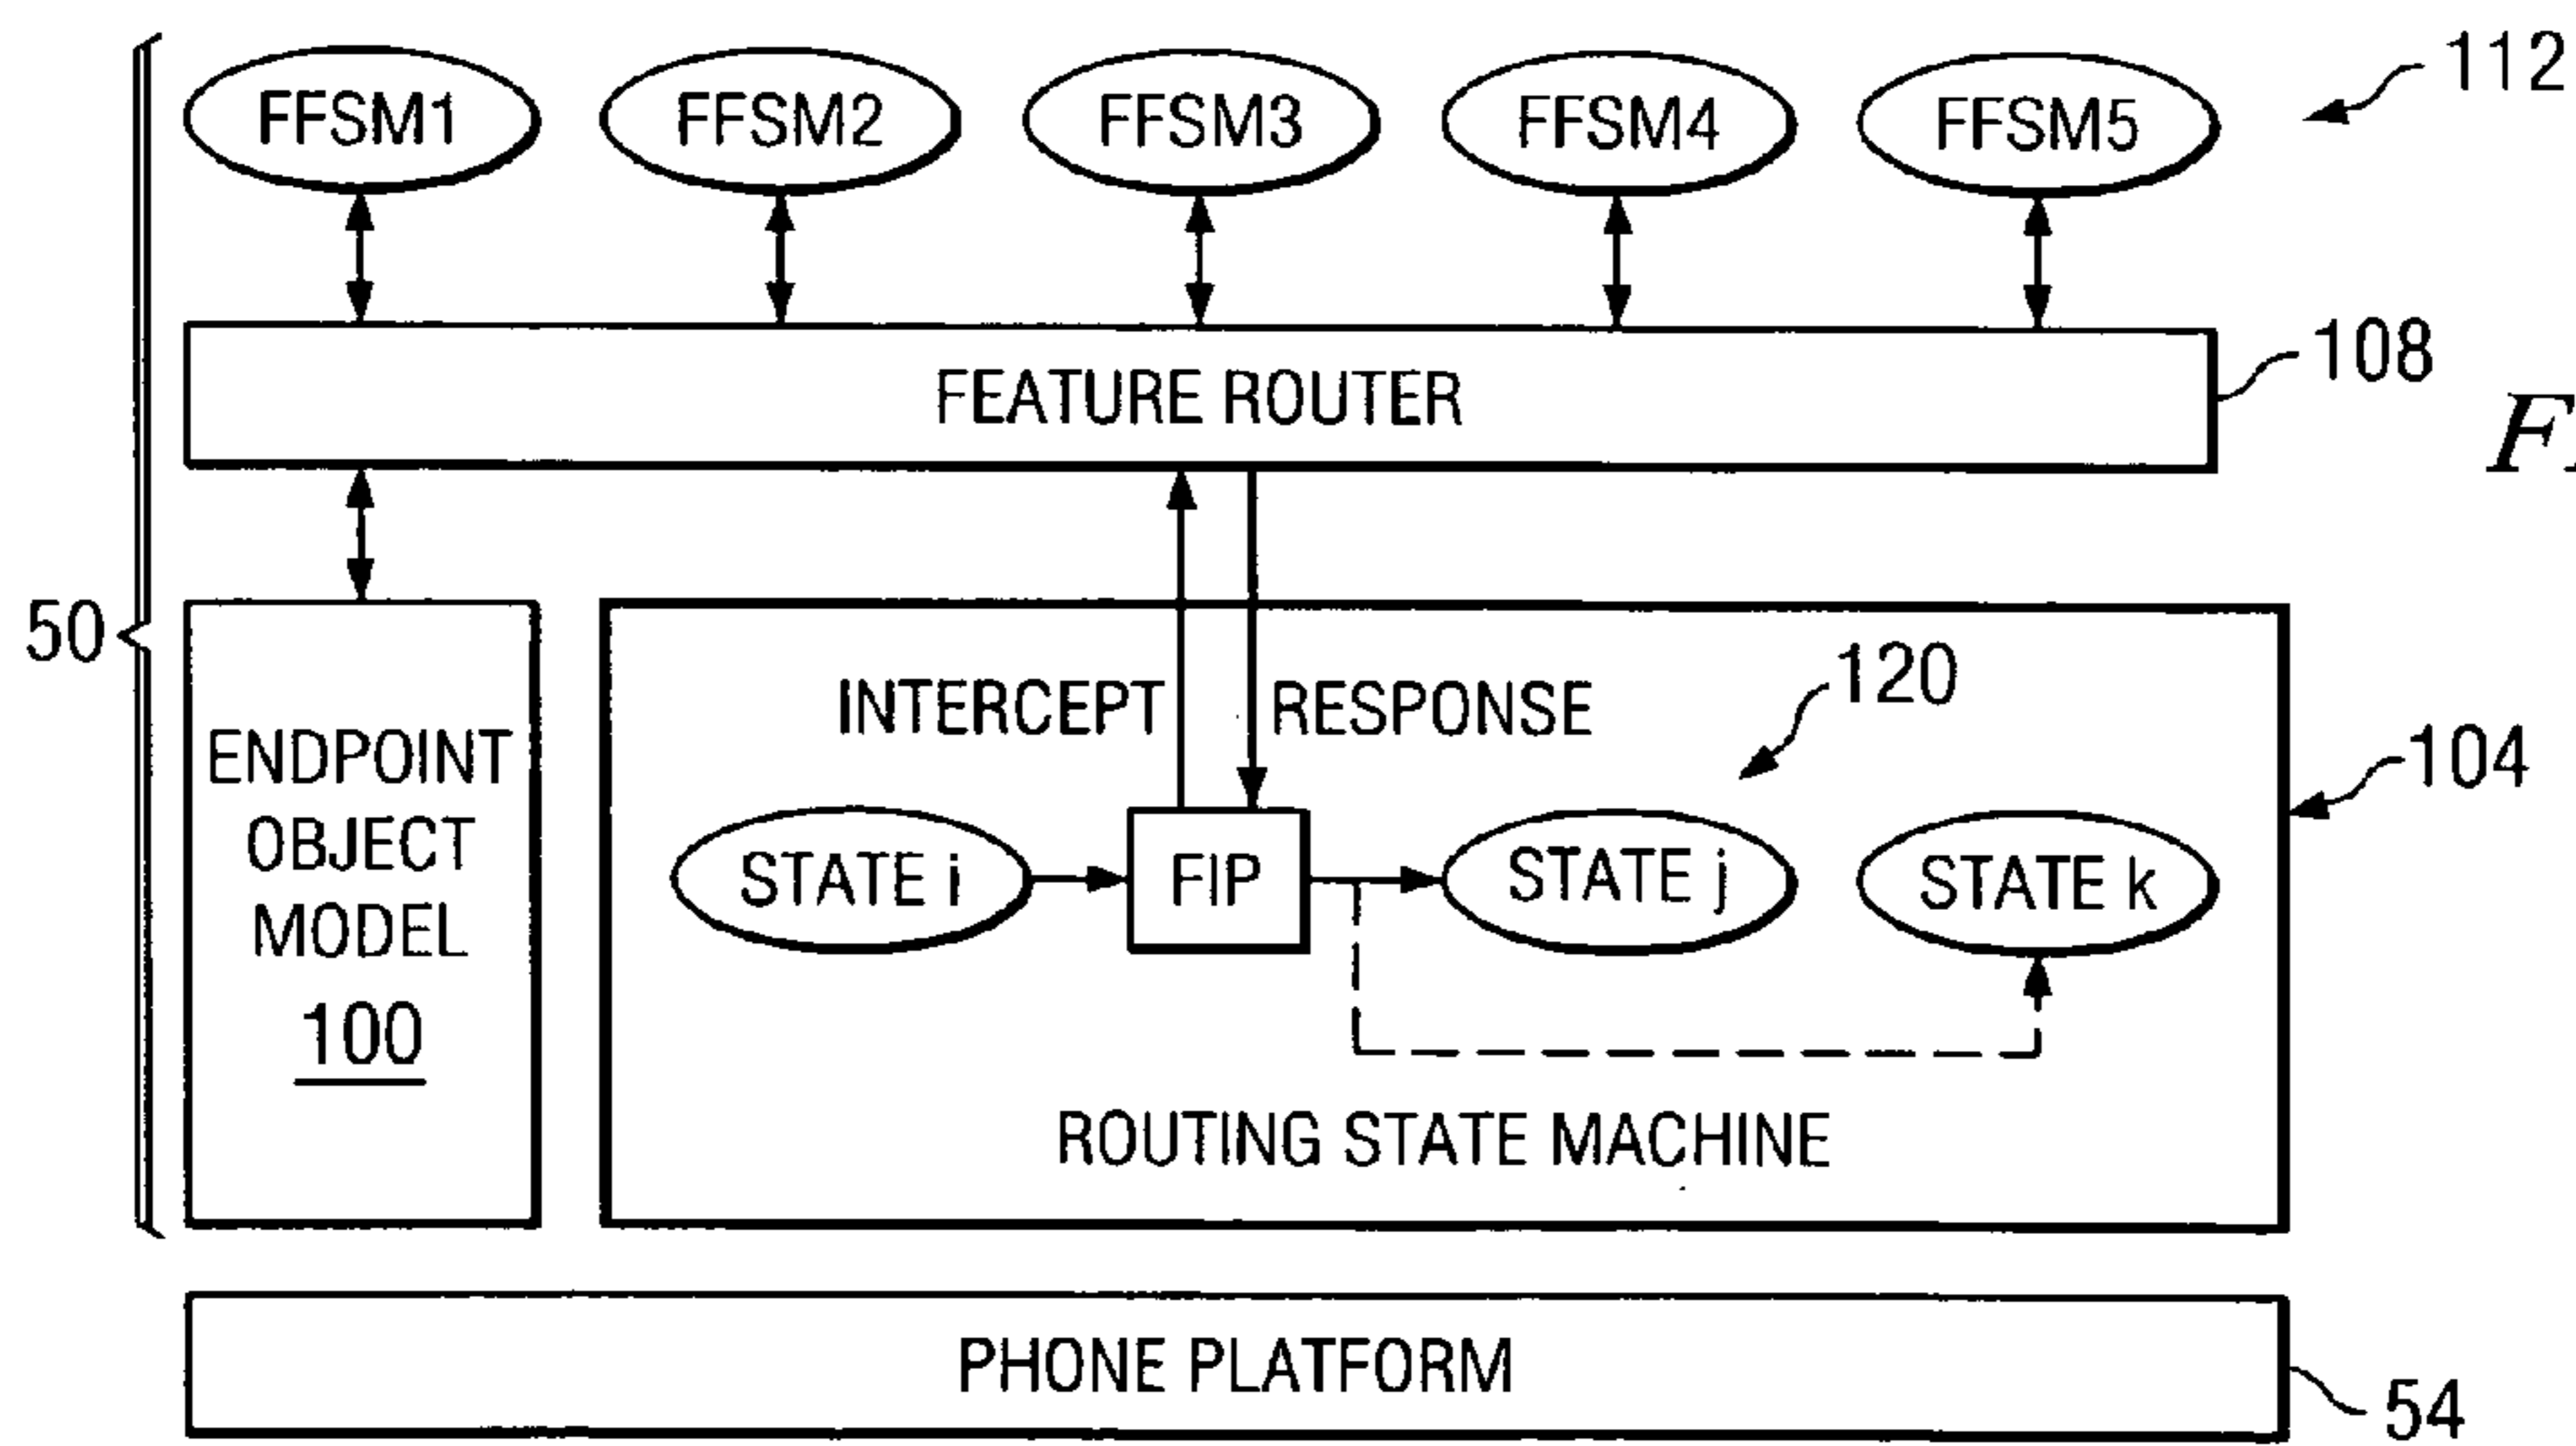 FFSM1 FFSM2 FFSM3 FFSM4 FFSM5 112
FEATURE ROUTER 108
50
INTERCEPT RESPONSE 120
ENDPOINT
OBJECT
MODEL
100
104
STATE i FIP STATE j STATE k
ROUTING STATE MACHINE
PHONE PLATFORM 54